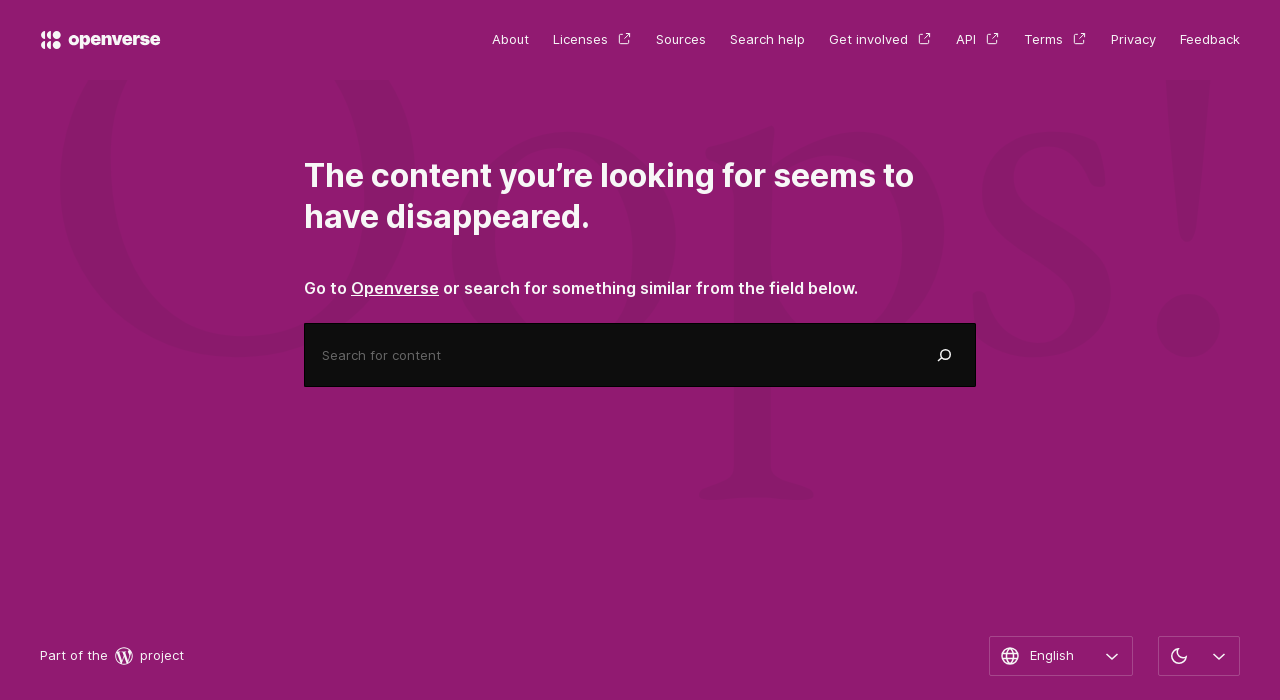 openverse
About Licenses Sources Search help Get involved API Terms Privacy Feedback
Oops!
The content you’re looking for seems to
have disappeared.
Go to Openverse or search for something similar from the field below.
Search for content
Part of the project
English